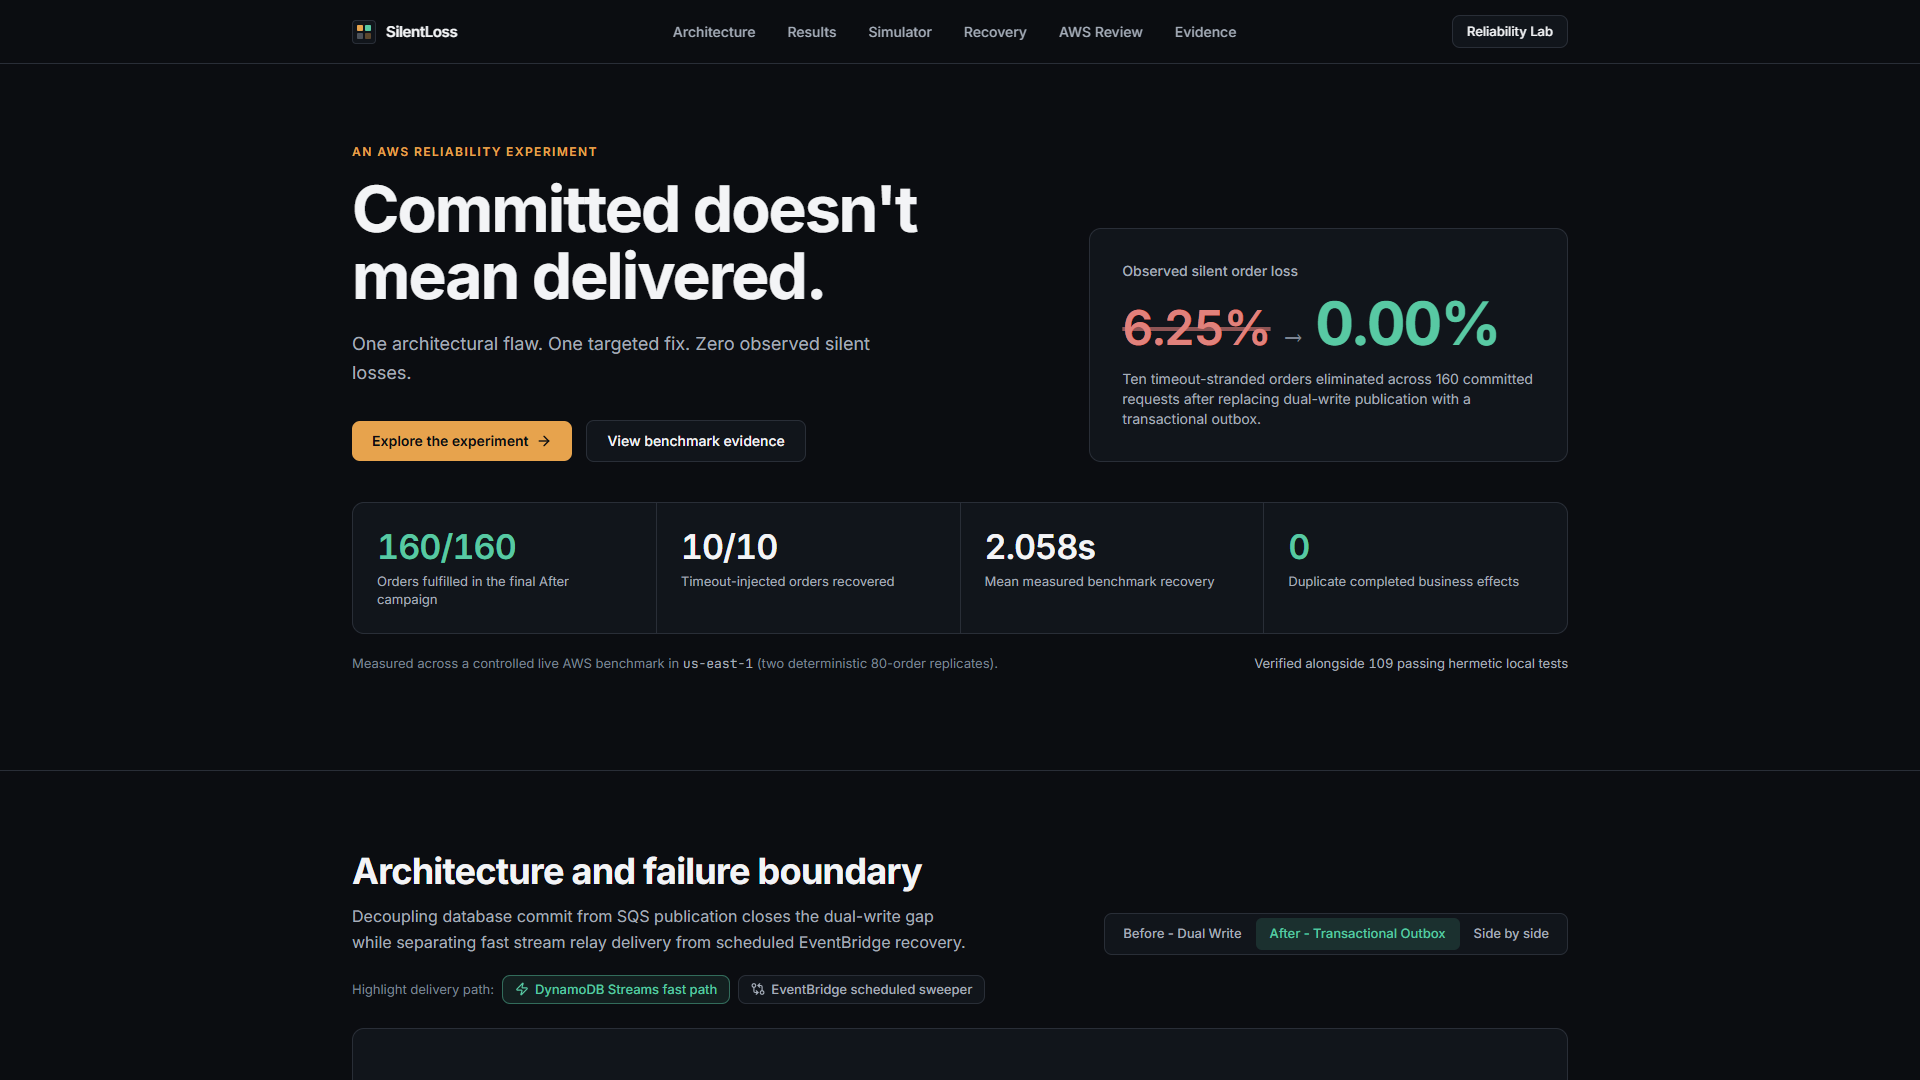 SilentLoss
Architecture
Results
Simulator
Recovery
AWS Review
Evidence
Reliability Lab
AN AWS RELIABILITY EXPERIMENT
Committed doesn't
mean delivered.
One architectural flaw. One targeted fix. Zero observed silent
losses.
Explore the experiment →
View benchmark evidence
Observed silent order loss
6.25% → 0.00%
Ten timeout-stranded orders eliminated across 160 committed
requests after replacing dual-write publication with a
transactional outbox.
160/160
Orders fulfilled in the final After
campaign
10/10
Timeout-injected orders recovered
2.058s
Mean measured benchmark recovery
0
Duplicate completed business effects
Measured across a controlled live AWS benchmark in us-east-1 (two deterministic 80-order replicates).
Verified alongside 109 passing hermetic local tests
Architecture and failure boundary
Decoupling database commit from SQS publication closes the dual-write gap
while separating fast stream relay delivery from scheduled EventBridge recovery.
Before - Dual Write
After - Transactional Outbox
Side by side
Highlight delivery path:
DynamoDB Streams fast path
EventBridge scheduled sweeper